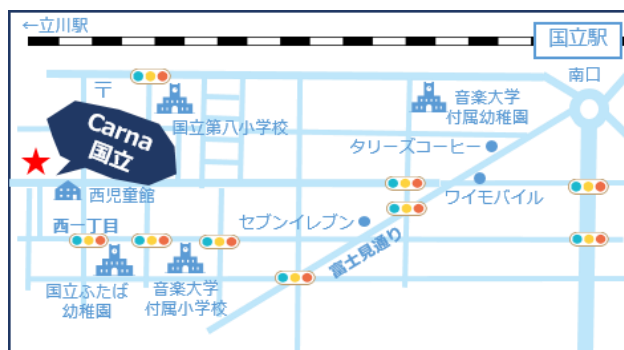 ←立川駅
国立駅
南口
〒
Carna
国立
国立第八小学校
音楽大学
付属幼稚園
タリーズコーヒー
ワイモバイル
西児童館
西一丁目
セブンイレブン
富士見通り
国立ふたば
幼稚園
音楽大学
付属小学校